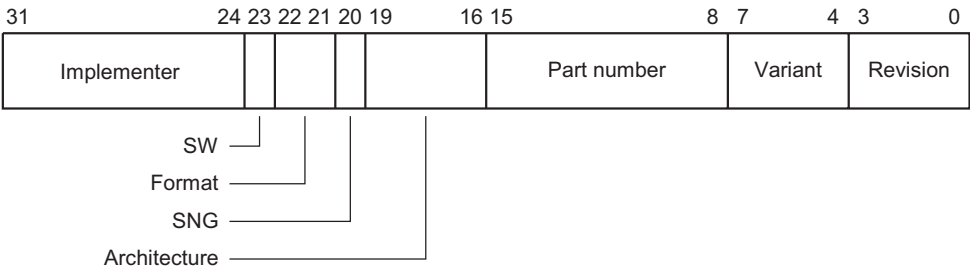 31 24 23 22 21 20 19 16 15 8 7 4 3 0
Implementer Part number Variant Revision
SW
Format
SNG
Architecture